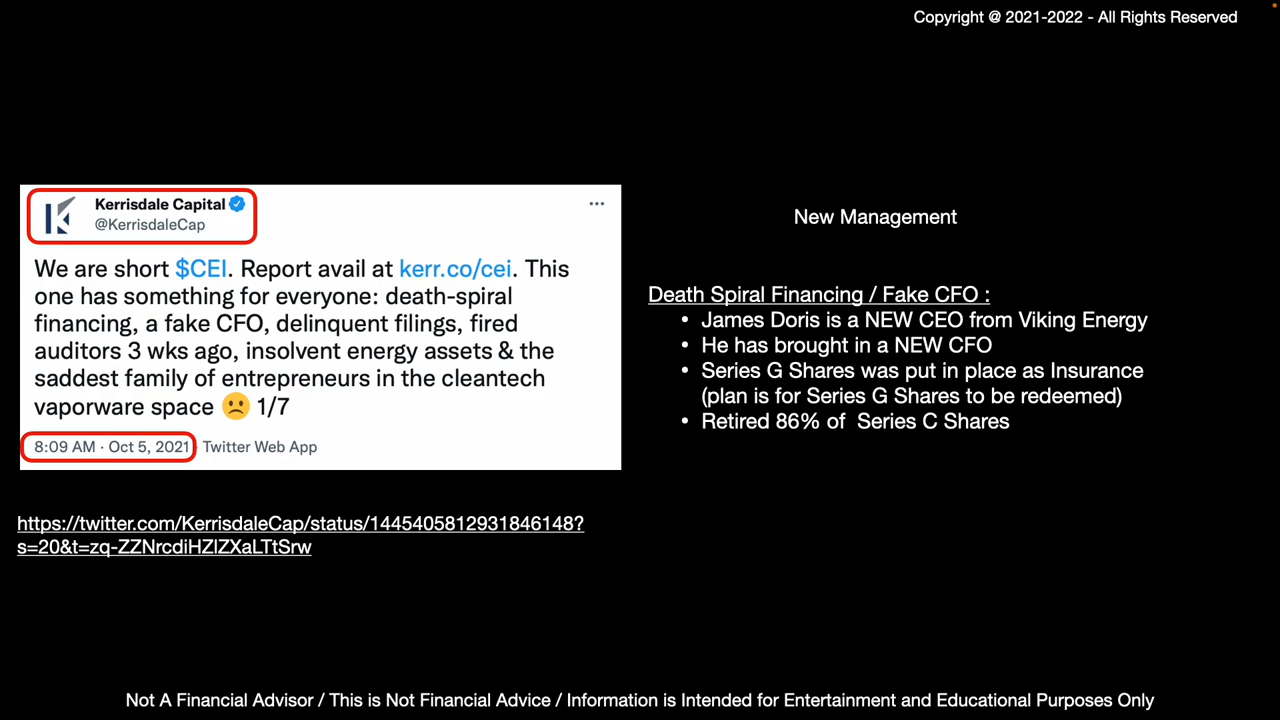 Copyright @ 2021-2022 - All Rights Reserved
Kerrisdale Capital
@KerrisdaleCap
We are short $CEI. Report avail at kerr.co/cei. This
one has something for everyone: death-spiral
financing, a fake CFO, delinquent filings, fired
auditors 3 wks ago, insolvent energy assets & the
saddest family of entrepreneurs in the cleantech
vaporware space 🙁 1/7
8:09 AM · Oct 5, 2021 Twitter Web App
https://twitter.com/KerrisdaleCap/status/1445405812931846148?
s=20&t=zq-ZZNrcdiHZlZXaLTtSrw
New Management
Death Spiral Financing / Fake CFO :
• James Doris is a NEW CEO from Viking Energy
• He has brought in a NEW CFO
• Series G Shares was put in place as Insurance
(plan is for Series G Shares to be redeemed)
• Retired 86% of Series C Shares
Not A Financial Advisor / This is Not Financial Advice / Information is Intended for Entertainment and Educational Purposes Only